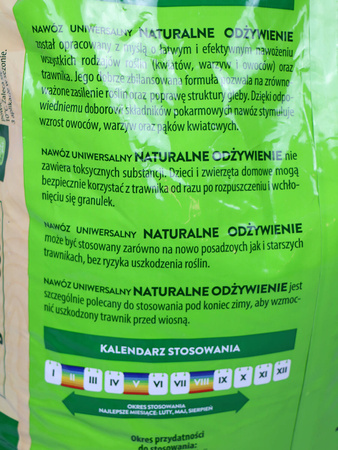 NAWÓZ UNIWERSALNY NATURALNE ODŻYWIENIE
został opracowany z myślą o łatwym i efektywnym nawożeniu
wszystkich rodzajów roślin (kwiatów, warzyw i owoców) oraz
trawnika. Jego dobrze zbilansowana formuła pozwala na zrówno-
ważone zasilenie roślin oraz poprawę struktury gleby. Dzięki odpo-
wiedniemu doborowi składników pokarmowych nawóz stymuluje
wzrost owoców, warzyw oraz pąków kwiatowych.
NAWÓZ UNIWERSALNY NATURALNE ODŻYWIENIE nie
zawiera toksycznych substancji. Dzieci i zwierzęta domowe mogą
bezpiecznie korzystać z trawnika od razu po rozpuszczeniu i wchło-
nięciu się granulek.
NAWÓZ UNIWERSALNY NATURALNE ODŻYWIENIE
może być stosowany zarówno na nowo posadzonych jak i starszych
trawnikach, bez ryzyka uszkodzenia roślin.
NAWÓZ UNIWERSALNY NATURALNE ODŻYWIENIE jest
szczególnie polecany do stosowania pod koniec zimy, aby wzmoc-
nić uszkodzony trawnik przed wiosną.
KALENDARZ STOSOWANIA
I II III IV V VI VII VIII IX X XI XII
OKRES STOSOWANIA
NAJLEPSZE MIESIĄCE: LUTY, MAJ, SIERPIEŃ
Okres przydatności
do stosowania: